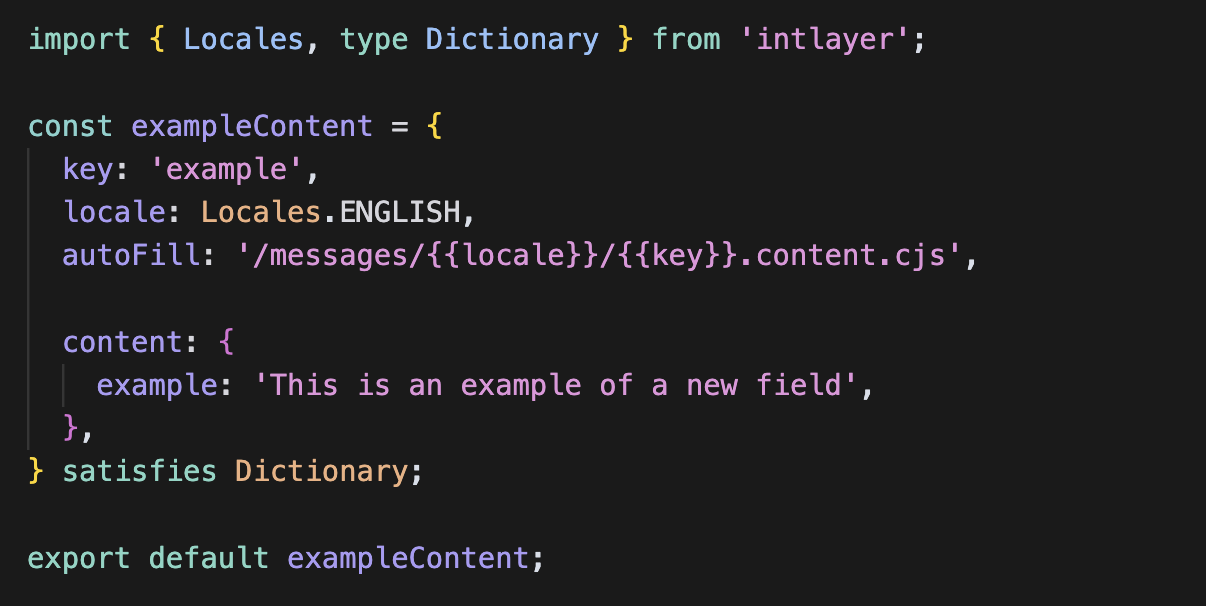 import { Locales, type Dictionary } from 'intlayer';

const exampleContent = {
  key: 'example',
  locale: Locales.ENGLISH,
  autoFill: '/messages/{{locale}}/{{key}}.content.cjs',

  content: {
    example: 'This is an example of a new field',
  },
} satisfies Dictionary;

export default exampleContent;